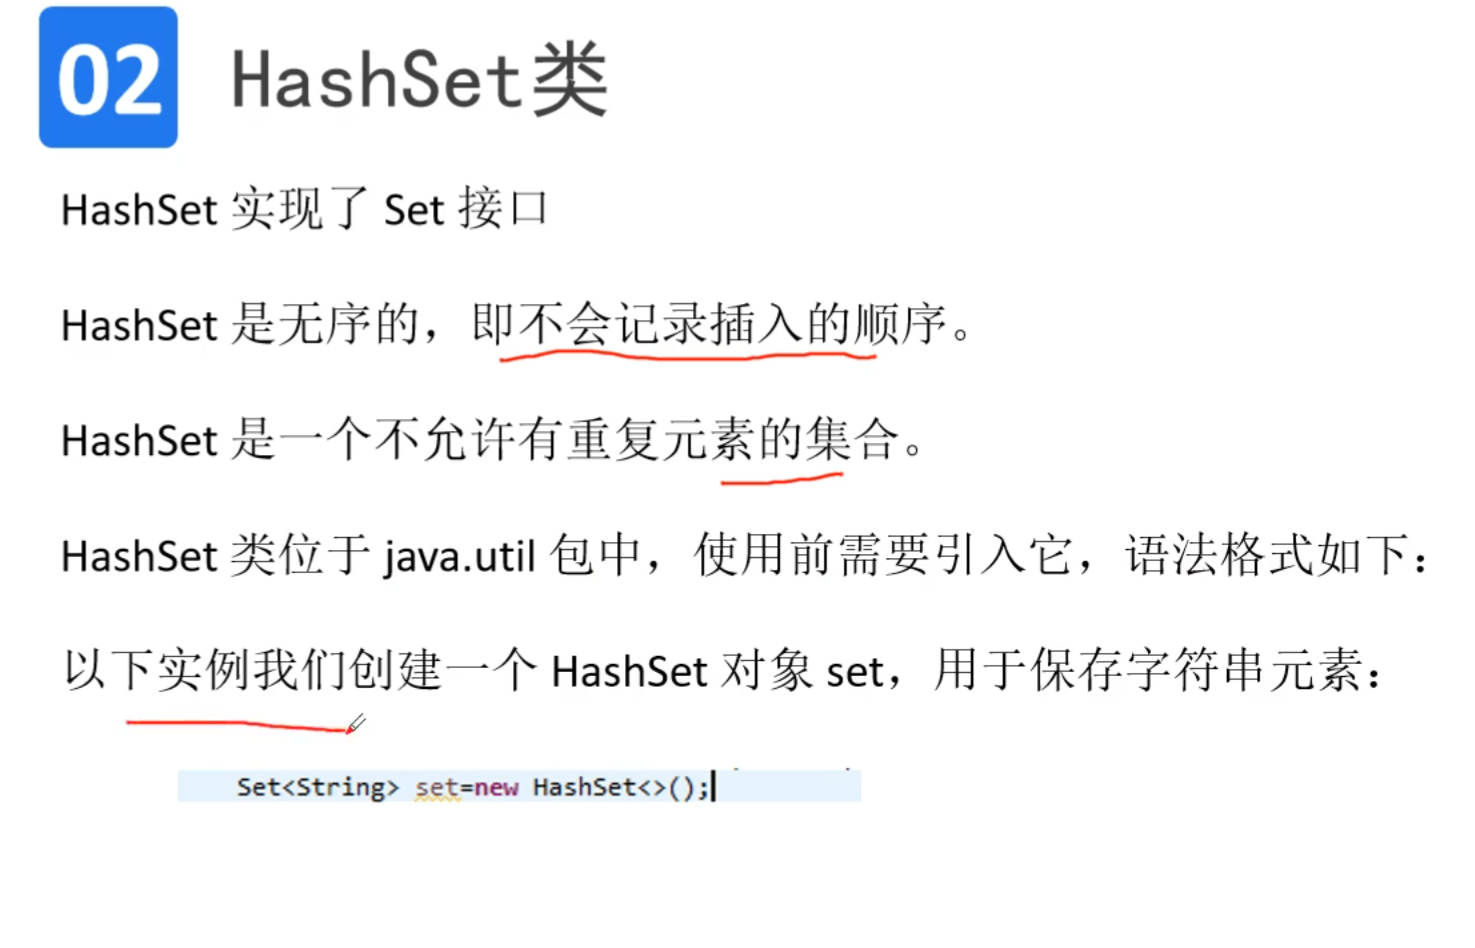 02 HashSet类
HashSet 实现了 Set 接口
HashSet 是无序的，即不会记录插入的顺序。
HashSet 是一个不允许有重复元素的集合。
HashSet 类位于 java.util 包中，使用前需要引入它，语法格式如下：
以下实例我们创建一个 HashSet 对象 set，用于保存字符串元素：
Set<String> set=new HashSet<>();